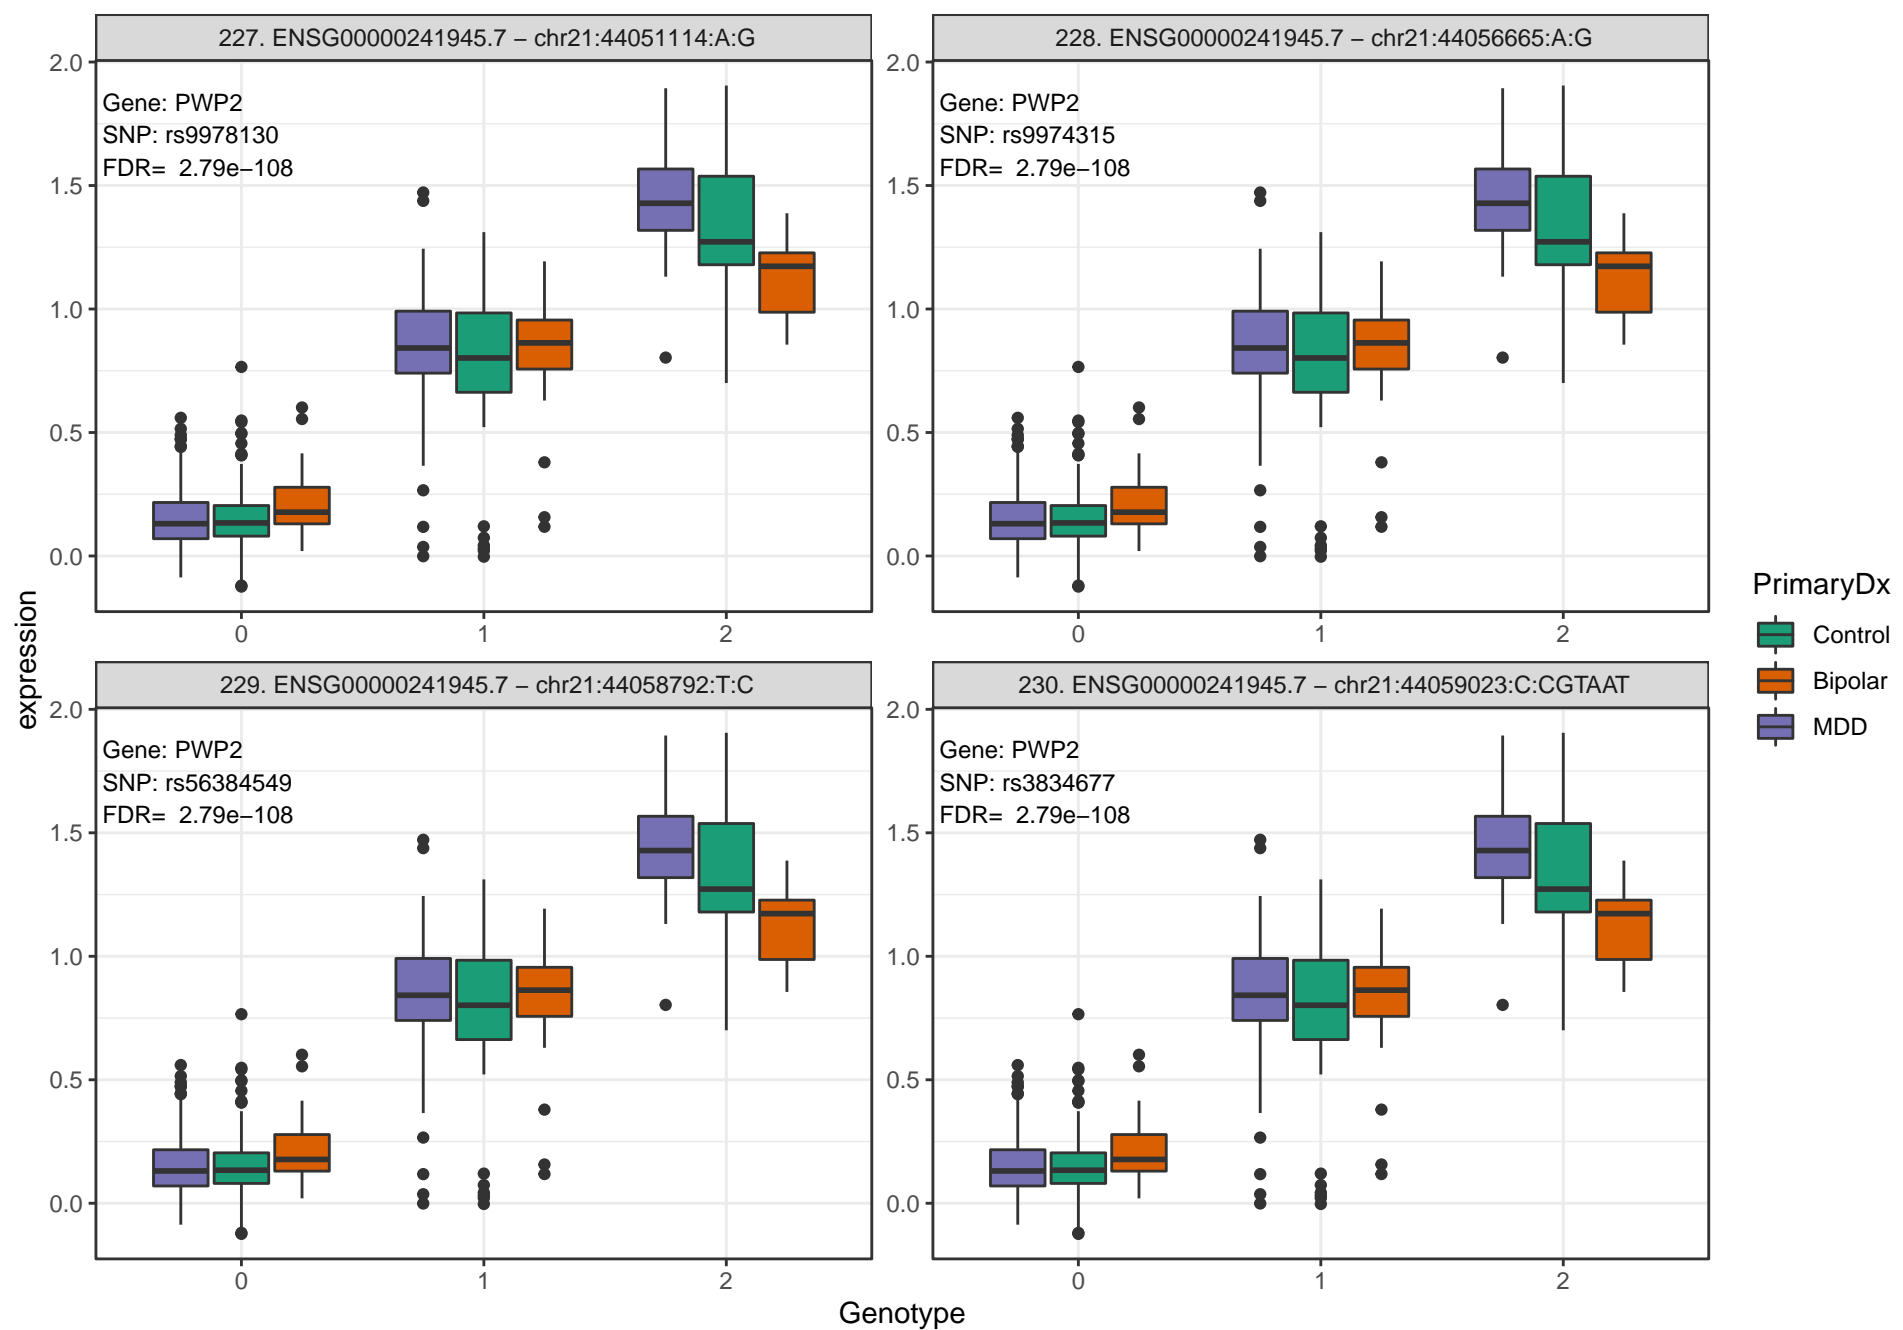 227. ENSG00000241945.7 – chr21:44051114:A:G
Gene: PWP2
SNP: rs9978130
FDR= 2.79e−108
2.0
1.5
1.0
0.5
0.0
0 1 2
228. ENSG00000241945.7 – chr21:44056665:A:G
Gene: PWP2
SNP: rs9974315
FDR= 2.79e−108
2.0
1.5
1.0
0.5
0.0
0 1 2
229. ENSG00000241945.7 – chr21:44058792:T:C
Gene: PWP2
SNP: rs56384549
FDR= 2.79e−108
2.0
1.5
1.0
0.5
0.0
0 1 2
230. ENSG00000241945.7 – chr21:44059023:C:CGTAAT
Gene: PWP2
SNP: rs3834677
FDR= 2.79e−108
2.0
1.5
1.0
0.5
0.0
0 1 2
expression
Genotype
PrimaryDx
Control
Bipolar
MDD